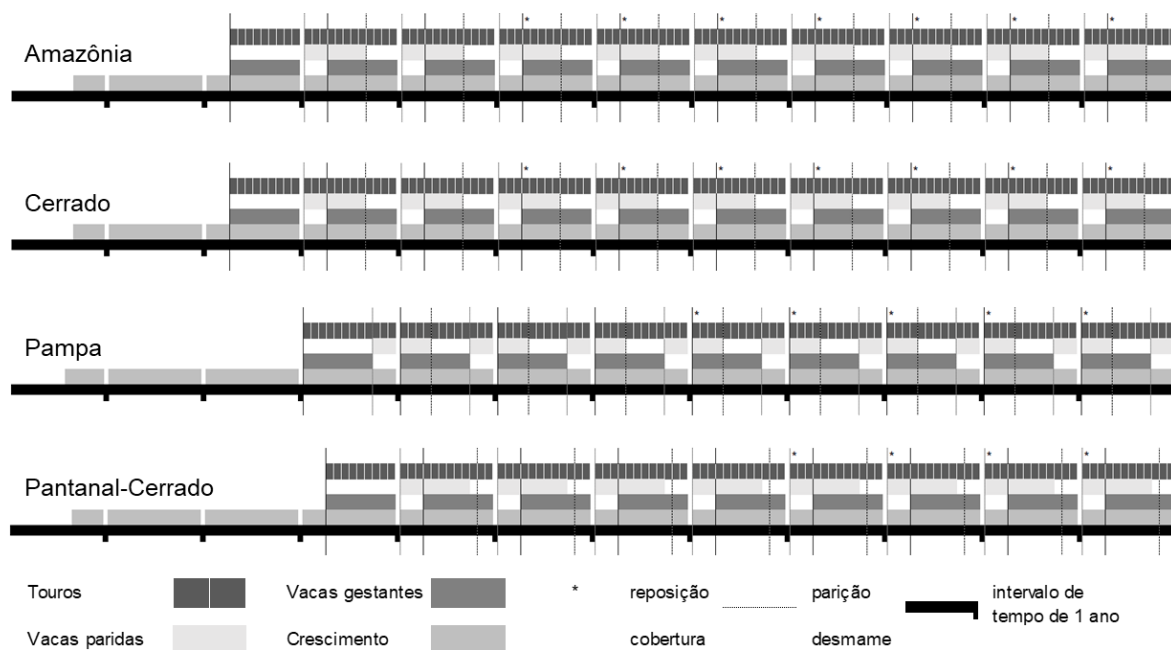 * * * * * * *
Amazônia
* * * * * * *
Cerrado
* * * * *
Pampa
* * * *
Pantanal-Cerrado
Touros
Vacas gestantes
* reposição
parição
intervalo de
tempo de 1 ano
Vacas paridas
Crescimento
cobertura
desmame